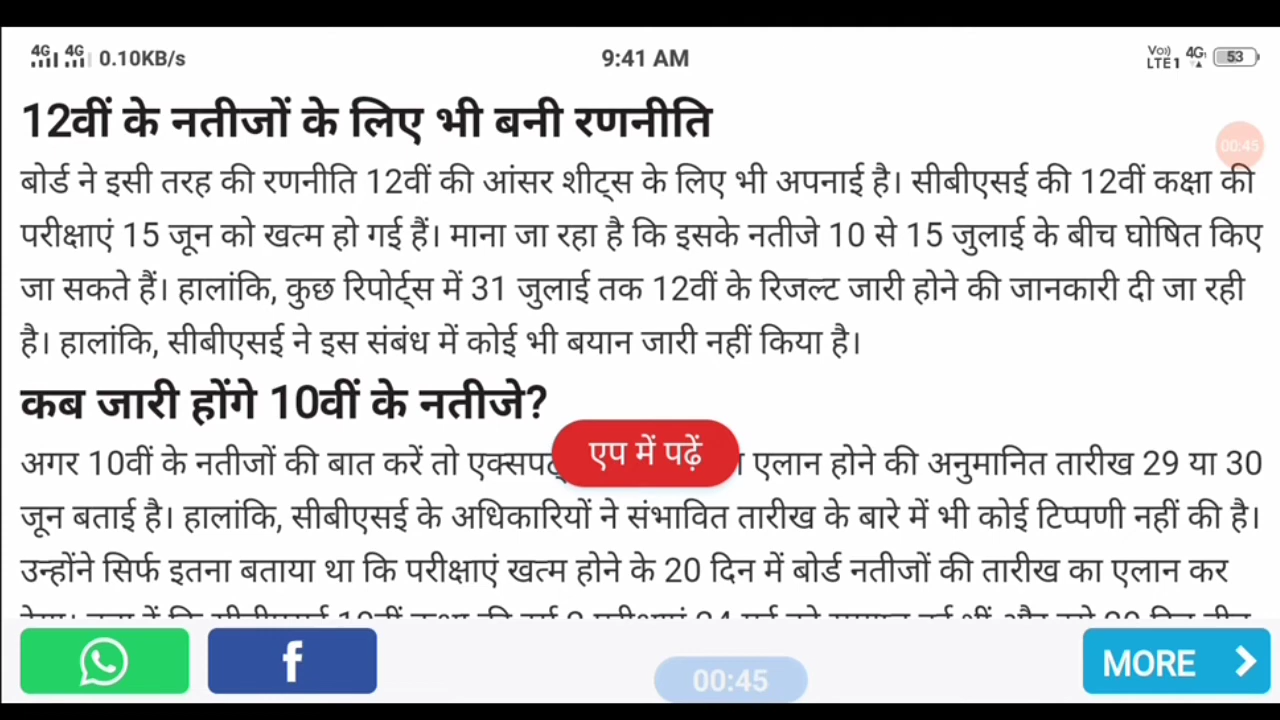 4G 4G 0.10KB/s 9:41 AM Vo)) LTE1 4G 53
12वीं के नतीजों के लिए भी बनी रणनीति
00:45
बोर्ड ने इसी तरह की रणनीति 12वीं की आंसर शीट्स के लिए भी अपनाई है। सीबीएसई की 12वीं कक्षा की
परीक्षाएं 15 जून को खत्म हो गई हैं। माना जा रहा है कि इसके नतीजे 10 से 15 जुलाई के बीच घोषित किए
जा सकते हैं। हालांकि, कुछ रिपोर्ट्स में 31 जुलाई तक 12वीं के रिजल्ट जारी होने की जानकारी दी जा रही
है। हालांकि, सीबीएसई ने इस संबंध में कोई भी बयान जारी नहीं किया है।
कब जारी होंगे 10वीं के नतीजे?
एप में पढ़ें
अगर 10वीं के नतीजों की बात करें तो एलान होने की अनुमानित तारीख 29 या 30
जून बताई है। हालांकि, सीबीएसई के अधिकारियों ने संभावित तारीख के बारे में भी कोई टिप्पणी नहीं की है।
उन्होंने सिर्फ इतना बताया था कि परीक्षाएं खत्म होने के 20 दिन में बोर्ड नतीजों की तारीख का एलान कर
f
00:45
MORE